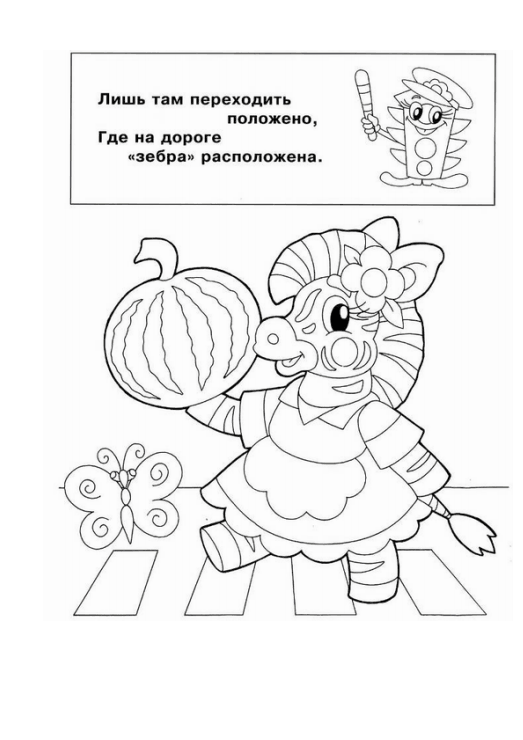 Лишь там переходить
положено,
Где на дороге
«зебра» расположена.